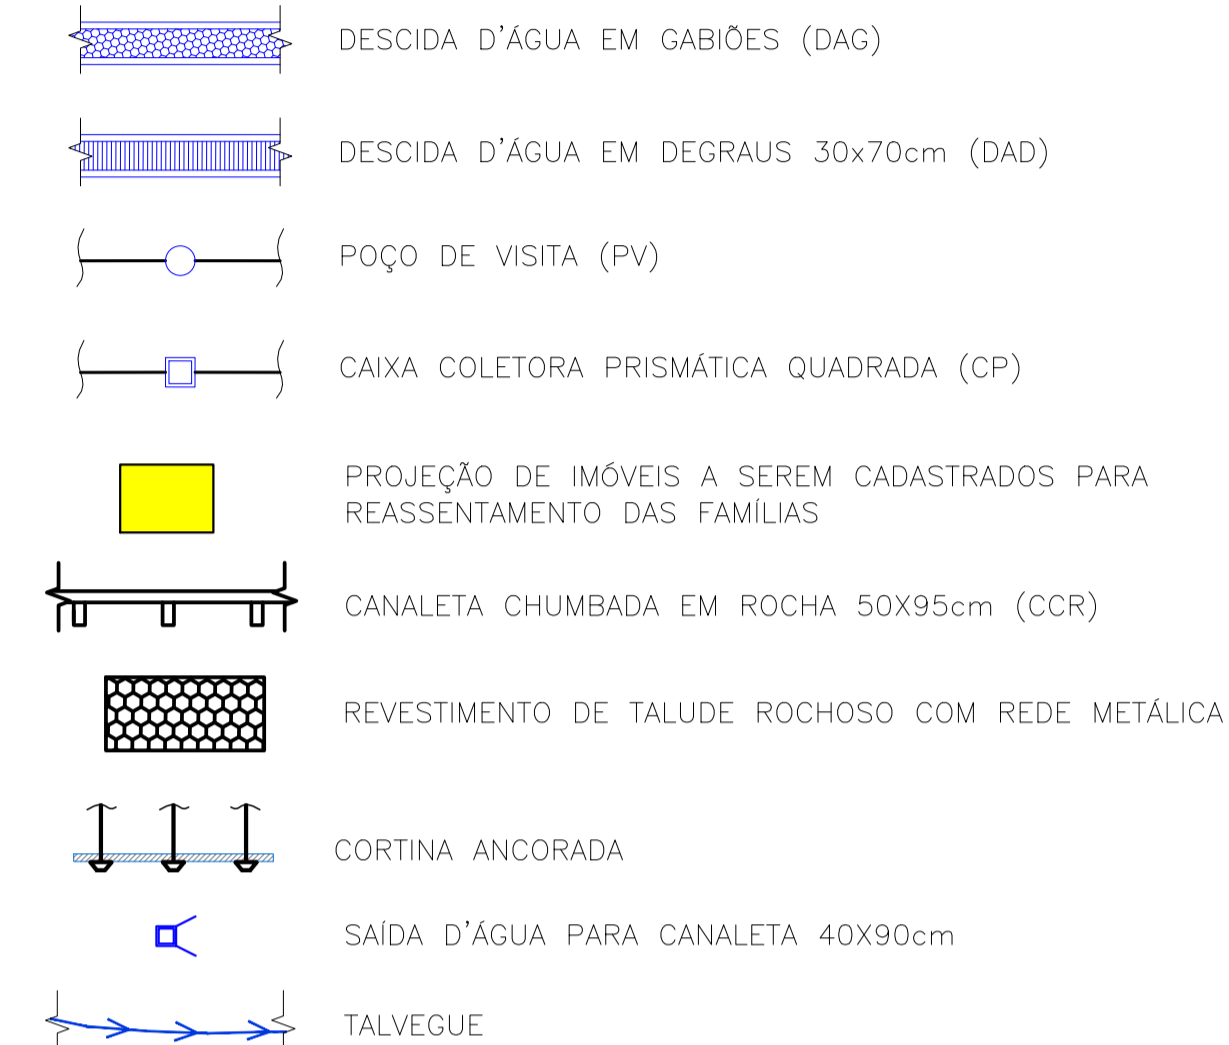 DESCIDA D'ÁGUA EM GABIÕES (DAG)
DESCIDA D'ÁGUA EM DEGRAUS 30x70cm (DAD)
POÇO DE VISITA (PV)
CAIXA COLETORA PRISMÁTICA QUADRADA (CP)
PROJEÇÃO DE IMÓVEIS A SEREM CADASTRADOS PARA
REASSENTAMENTO DAS FAMÍLIAS
CANALETA CHUMBADA EM ROCHA 50X95cm (CCR)
REVESTIMENTO DE TALUDE ROCHOSO COM REDE METÁLICA
CORTINA ANCORADA
SAÍDA D'ÁGUA PARA CANALETA 40X90cm
TALVEGUE